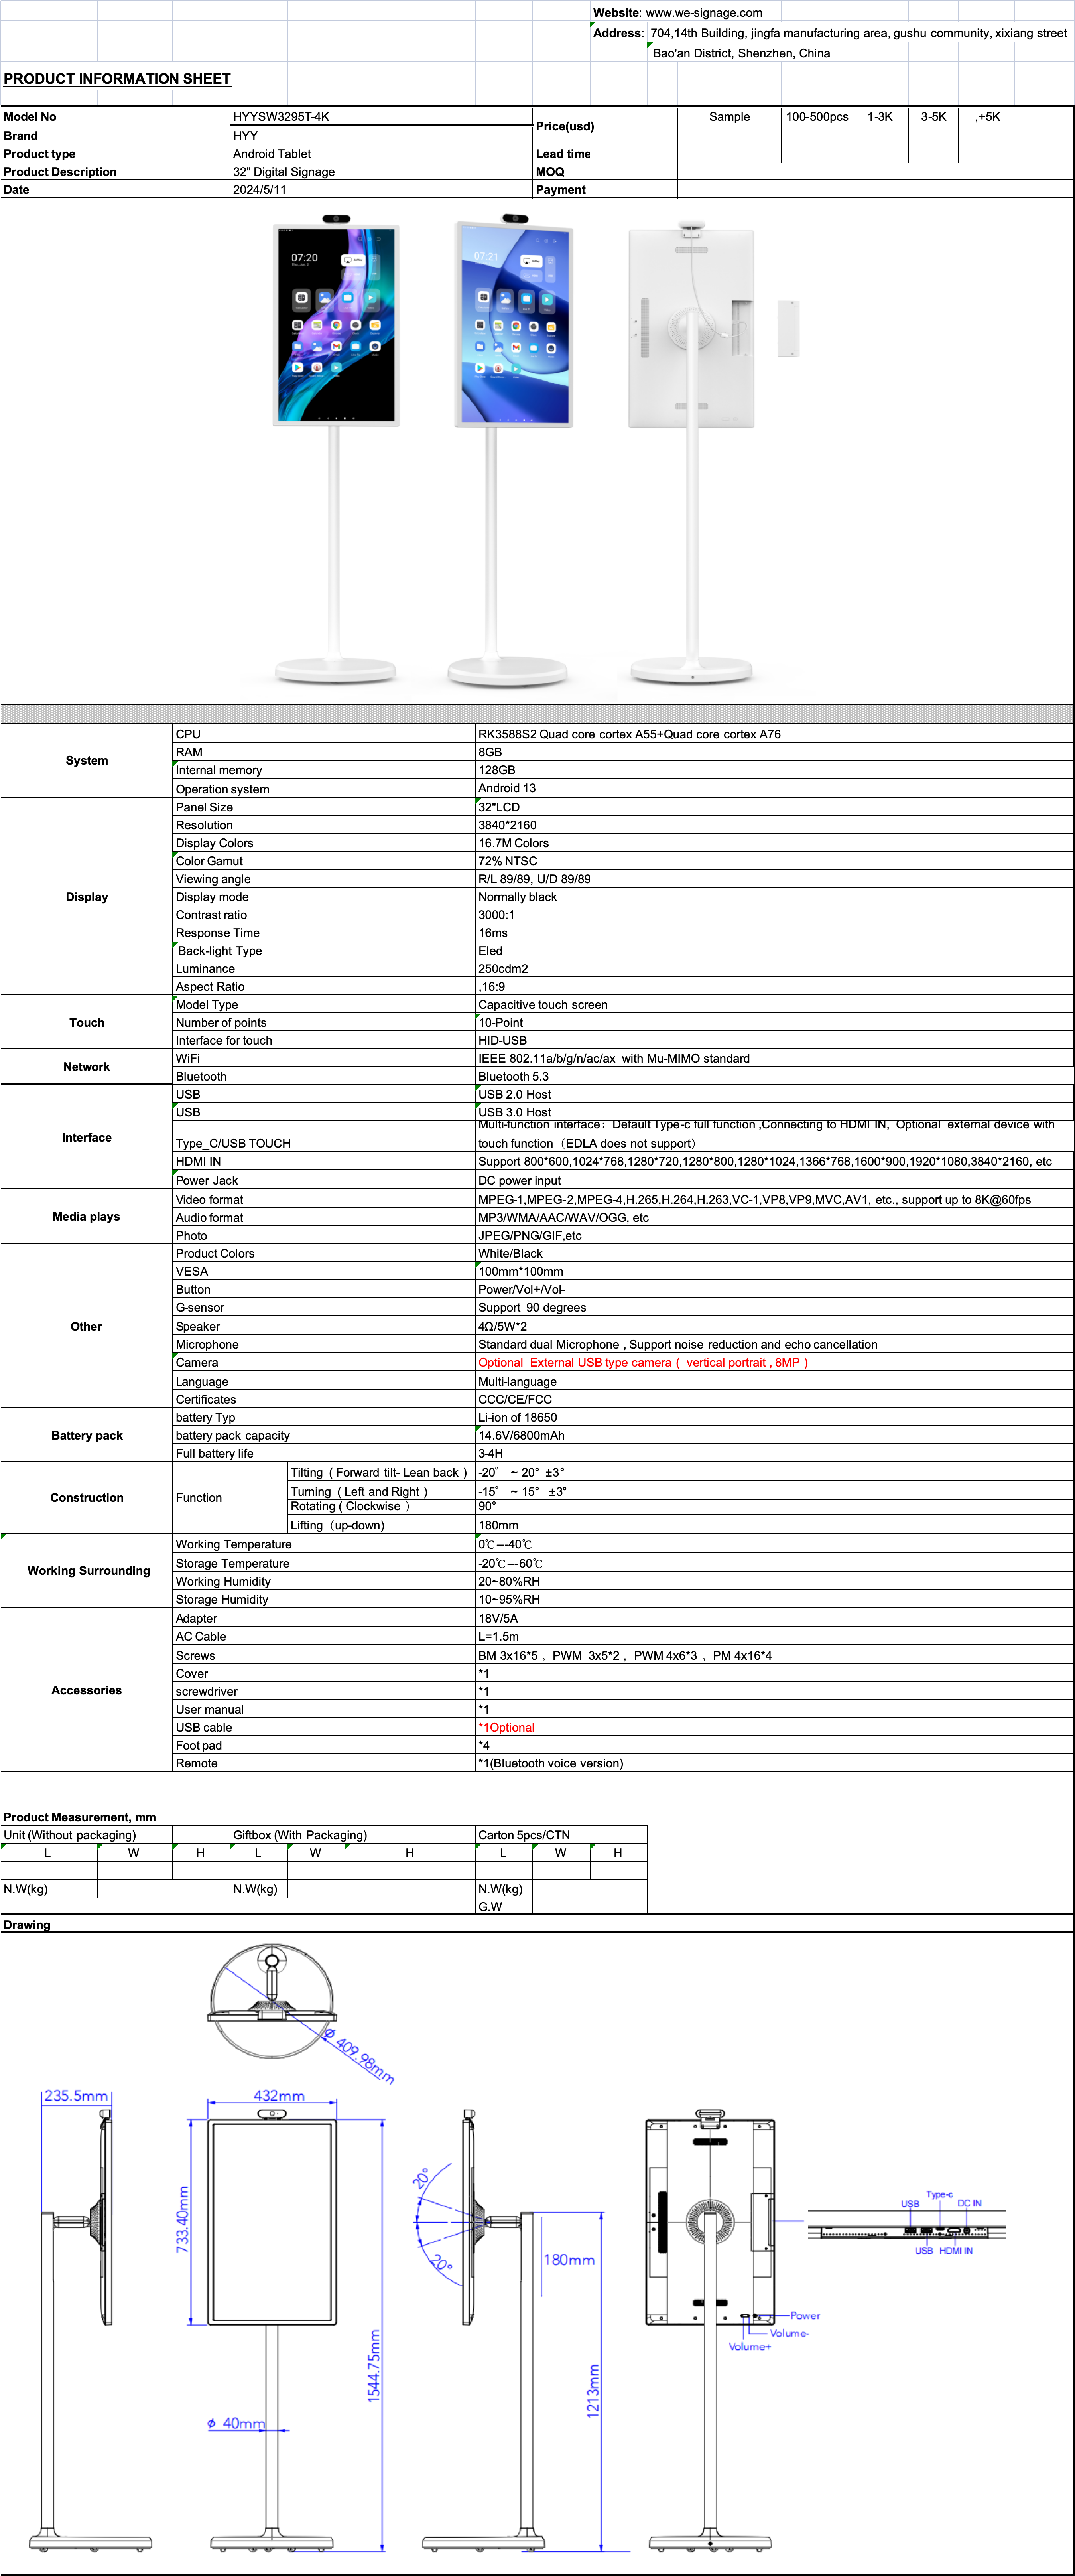 Website: www.we-signage.com
Address: 704,14th Building, jingfa manufacturing area, gushu community, xixiang street
Bao'an District, Shenzhen, China
PRODUCT INFORMATION SHEET
Model No HYYSW3295T-4K Price(usd) Sample 100-500pcs 1-3K 3-5K ,+5K
Brand HYY
Product type Android Tablet Lead time
Product Description 32" Digital Signage MOQ
Date 2024/5/11 Payment
07:20
07:21
System
CPU RK3588S2 Quad core cortex A55+Quad core cortex A76
RAM 8GB
Internal memory 128GB
Operation system Android 13
Display
Panel Size 32"LCD
Resolution 3840*2160
Display Colors 16.7M Colors
Color Gamut 72% NTSC
Viewing angle R/L 89/89, U/D 89/89
Display mode Normally black
Contrast ratio 3000:1
Response Time 16ms
Back-light Type Eled
Luminance 250cdm2
Aspect Ratio ,16:9
Touch
Model Type Capacitive touch screen
Number of points 10-Point
Interface for touch HID-USB
Network
WiFi IEEE 802.11a/b/g/n/ac/ax with Mu-MIMO standard
Bluetooth Bluetooth 5.3
Interface
USB USB 2.0 Host
USB USB 3.0 Host
Type_C/USB TOUCH Multi-function interface：Default Type-c full function ,Connecting to HDMI IN, Optional external device with
touch function（EDLA does not support）
HDMI IN Support 800*600,1024*768,1280*720,1280*800,1280*1024,1366*768,1600*900,1920*1080,3840*2160, etc
Power Jack DC power input
Media plays
Video format MPEG-1,MPEG-2,MPEG-4,H.265,H.264,H.263,VC-1,VP8,VP9,MVC,AV1, etc., support up to 8K@60fps
Audio format MP3/WMA/AAC/WAV/OGG, etc
Photo JPEG/PNG/GIF,etc
Other
Product Colors White/Black
VESA 100mm*100mm
Button Power/Vol+/Vol-
G-sensor Support 90 degrees
Speaker 4Ω/5W*2
Microphone Standard dual Microphone , Support noise reduction and echo cancellation
Camera Optional External USB type camera ( vertical portrait , 8MP )
Language Multi-language
Certificates CCC/CE/FCC
Battery pack
battery Typ Li-ion of 18650
battery pack capacity 14.6V/6800mAh
Full battery life 3-4H
Construction
Function
Tilting ( Forward tilt- Lean back ) -20° ~ 20° ±3°
Turning ( Left and Right ) -15° ~ 15° ±3°
Rotating ( Clockwise ） 90°
Lifting（up-down) 180mm
Working Surrounding
Working Temperature 0℃---40℃
Storage Temperature -20℃---60℃
Working Humidity 20~80%RH
Storage Humidity 10~95%RH
Accessories
Adapter 18V/5A
AC Cable L=1.5m
Screws BM 3x16*5 , PWM 3x5*2 , PWM 4x6*3 , PM 4x16*4
Cover *1
screwdriver *1
User manual *1
USB cable *1Optional
Foot pad *4
Remote *1(Bluetooth voice version)
Product Measurement, mm
Unit (Without packaging) Giftbox (With Packaging) Carton 5pcs/CTN
L W H L W H L W H
N.W(kg) N.W(kg) N.W(kg)
G.W
Drawing
ϕ 409.98mm
235.5mm
432mm
733.40mm
1544.75mm
ϕ 40mm
20°
20°
180mm
1213mm
Type-c
USB DC IN
USB HDMI IN
Power
Volume-
Volume+